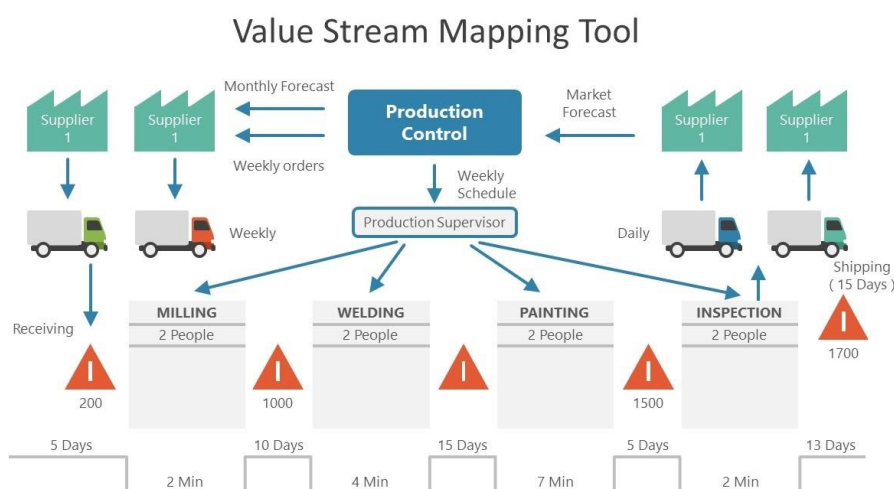 Value Stream Mapping Tool
Supplier
1
Supplier
1
Monthly Forecast
Weekly orders
Production
Control
Market
Forecast
Supplier
1
Supplier
1
Weekly
Schedule
Weekly
Production Supervisor
Daily
Shipping
( 15 Days )
Receiving
MILLING
2 People
WELDING
2 People
PAINTING
2 People
INSPECTION
2 People
I
1700
I
200
I
1000
I
I
1500
5 Days
10 Days
15 Days
5 Days
13 Days
2 Min
4 Min
7 Min
2 Min